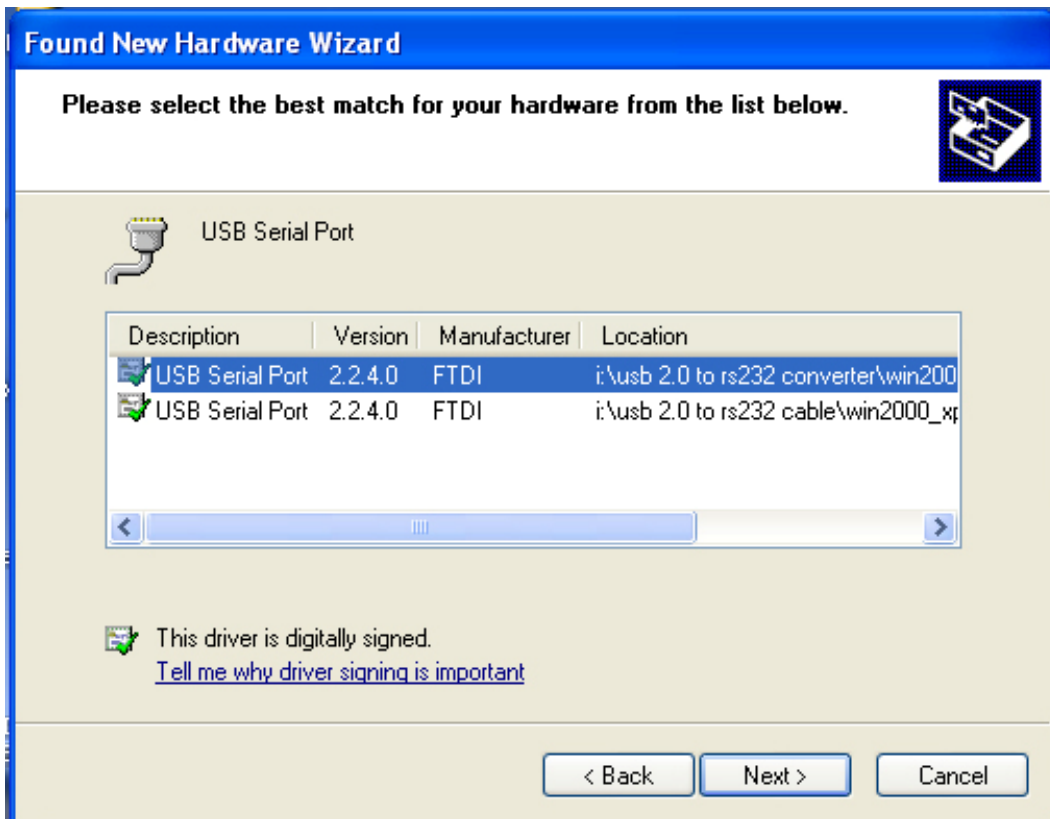 Found New Hardware Wizard
Please select the best match for your hardware from the list below.
USB Serial Port
Description Version Manufacturer Location
USB Serial Port 2.2.4.0 FTDI i:\usb 2.0 to rs232 converter\win200
USB Serial Port 2.2.4.0 FTDI i:\usb 2.0 to rs232 cable\win2000_xp
This driver is digitally signed.
Tell me why driver signing is important
< Back Next > Cancel